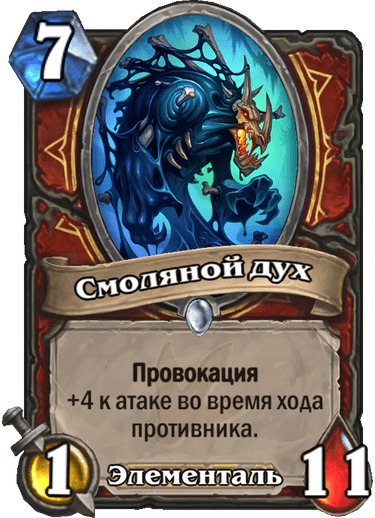 7
Смоляной дух
Провокация
+4 к атаке во время хода
противника.
1
Элементаль
11